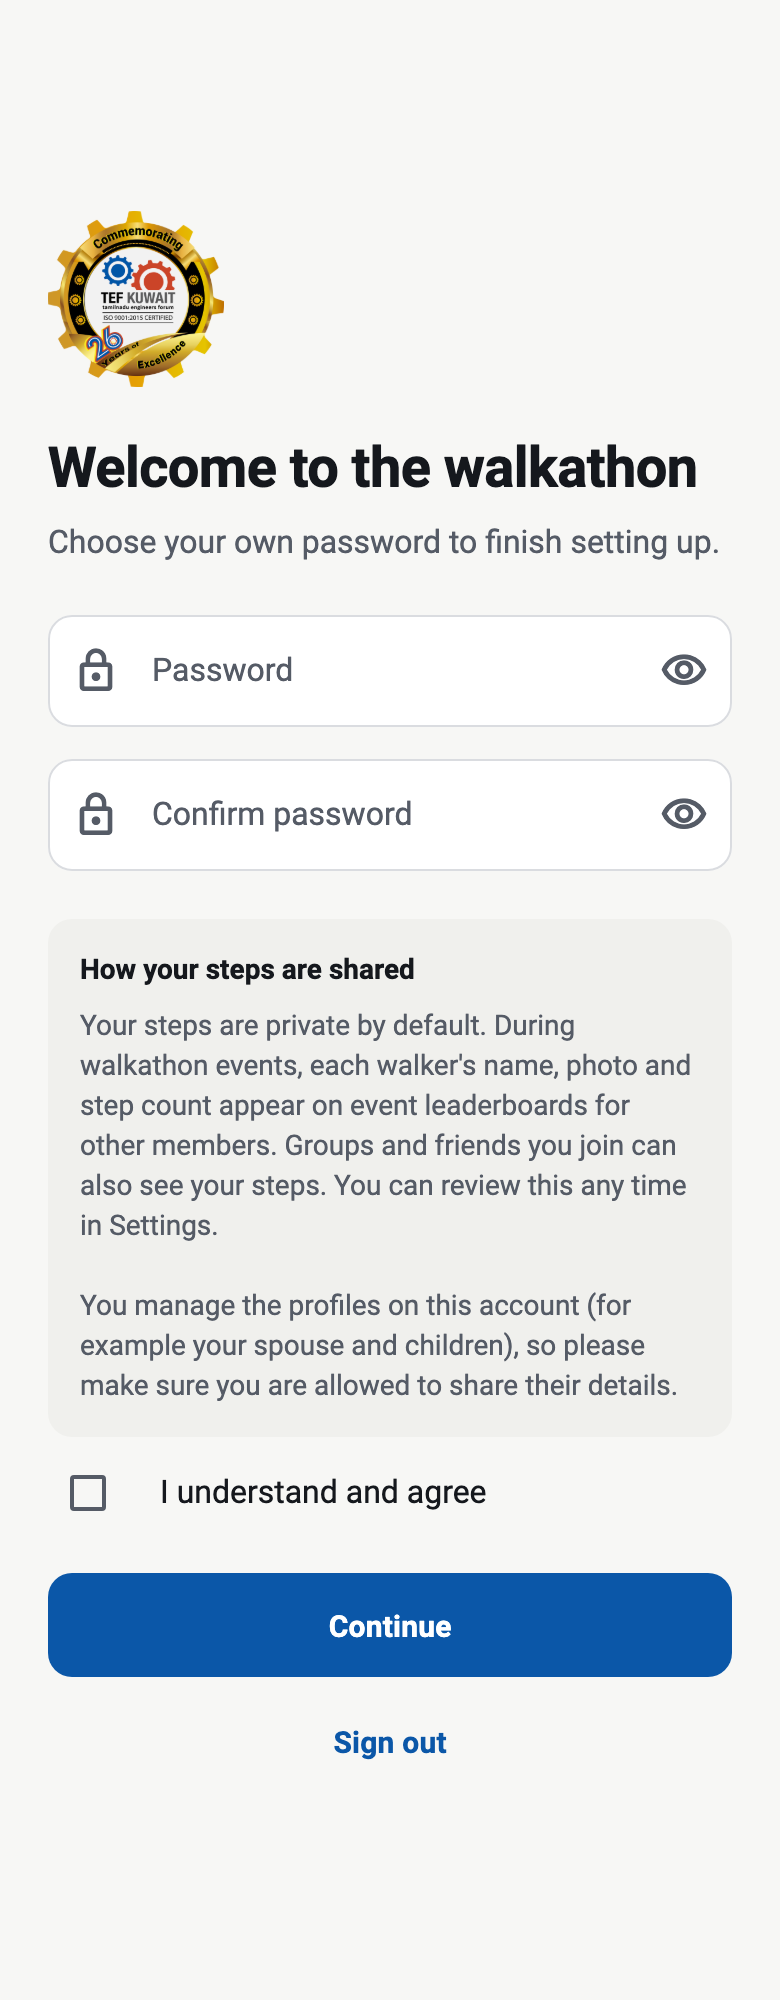 Commemorating
TEF KUWAIT
tamilnadu engineers forum
ISO 9001:2015 CERTIFIED
26
Years of
Excellence
Welcome to the walkathon
Choose your own password to finish setting up.
Password
Confirm password
How your steps are shared
Your steps are private by default. During
walkathon events, each walker's name, photo and
step count appear on event leaderboards for
other members. Groups and friends you join can
also see your steps. You can review this any time
in Settings.
You manage the profiles on this account (for
example your spouse and children), so please
make sure you are allowed to share their details.
I understand and agree
Continue
Sign out